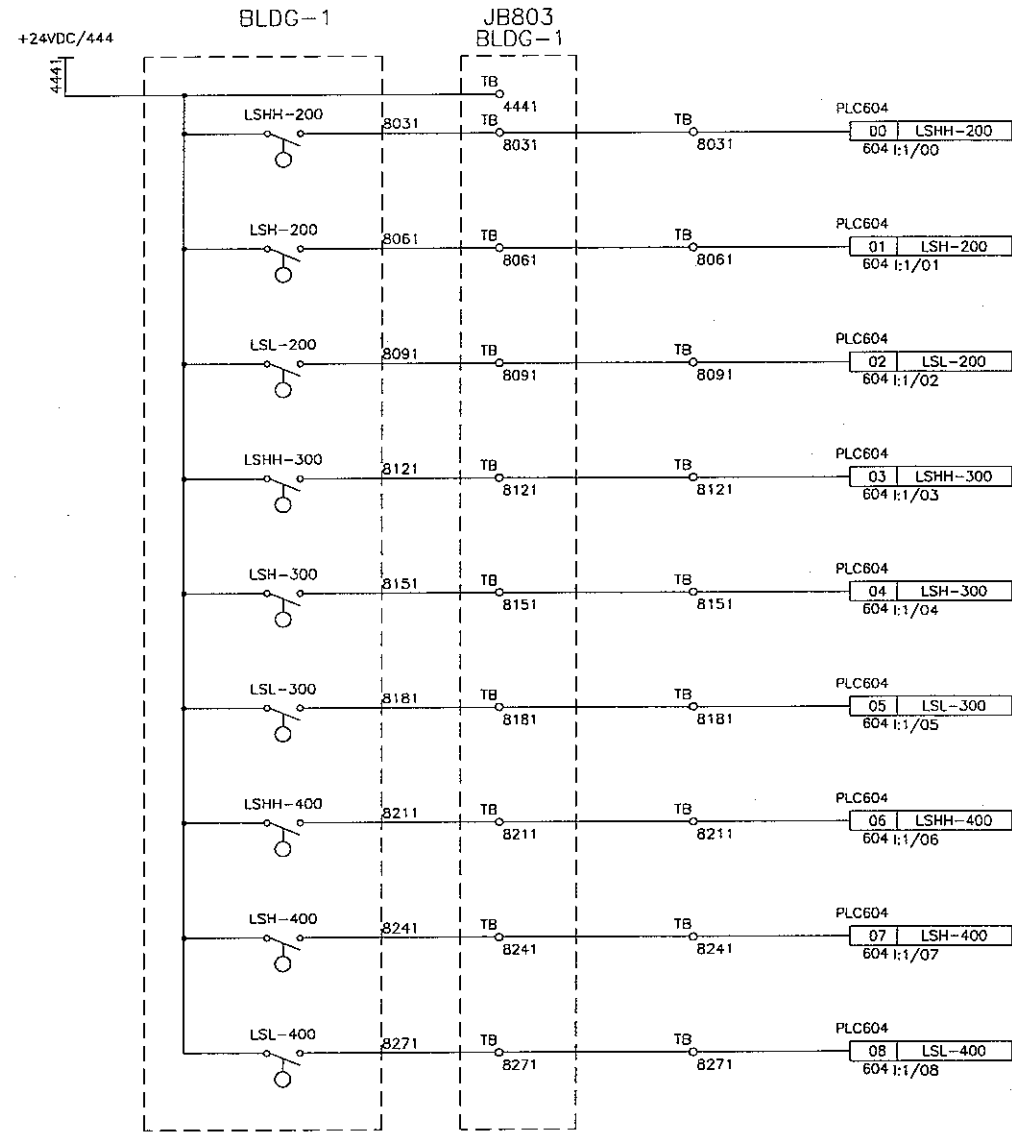 BLDG-1
JB803
BLDG-1
+24VDC/444
4441
TB
4441
LSHH-200
8031
TB
8031
TB
8031
PLC604
00 LSHH-200
604 I:1/00
LSH-200
8061
TB
8061
TB
8061
PLC604
01 LSH-200
604 I:1/01
LSL-200
8091
TB
8091
TB
8091
PLC604
02 LSL-200
604 I:1/02
LSHH-300
8121
TB
8121
TB
8121
PLC604
03 LSHH-300
604 I:1/03
LSH-300
8151
TB
8151
TB
8151
PLC604
04 LSH-300
604 I:1/04
LSL-300
8181
TB
8181
TB
8181
PLC604
05 LSL-300
604 I:1/05
LSHH-400
8211
TB
8211
TB
8211
PLC604
06 LSHH-400
604 I:1/06
LSH-400
8241
TB
8241
TB
8241
PLC604
07 LSH-400
604 I:1/07
LSL-400
8271
TB
8271
TB
8271
PLC604
08 LSL-400
604 I:1/08